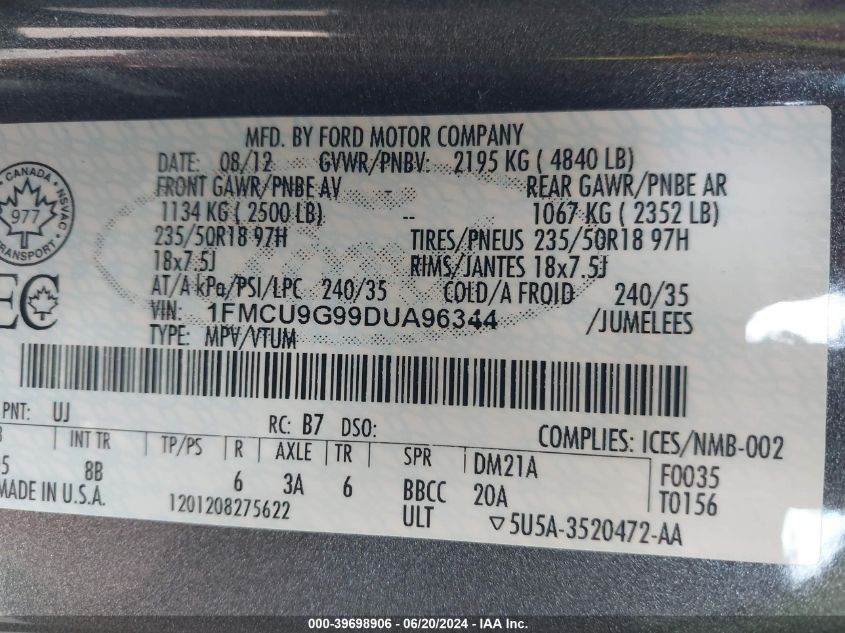 MFD. BY FORD MOTOR COMPANY
DATE: 08/12 GVWR/PNBV: 2195 KG ( 4840 LB)
FRONT GAWR/PNBE AV - REAR GAWR/PNBE AR
1134 KG ( 2500 LB) -- 1067 KG ( 2352 LB)
235/50R18 97H TIRES/PNEUS 235/50R18 97H
18x7.5J RIMS/JANTES 18x7.5J
AT/A kPa/PSI/LPC 240/35 COLD/A FROID 240/35
VIN: 1FMCU9G99DUA96344 /JUMELEES
TYPE: MPV/VTUM
CANADA
NSVAC
977
TRANSPORT
EC
PNT: UJ RC: B7 DSO:
COMPLIES: ICES/NMB-002
INT TR TP/PS R AXLE TR SPR DM21A F0035
8B 6 3A 6 BBCC 20A T0156
MADE IN U.S.A. 1201208275622 ULT ▽5U5A-3520472-AA
000-39698906 - 06/20/2024 - IAA Inc.